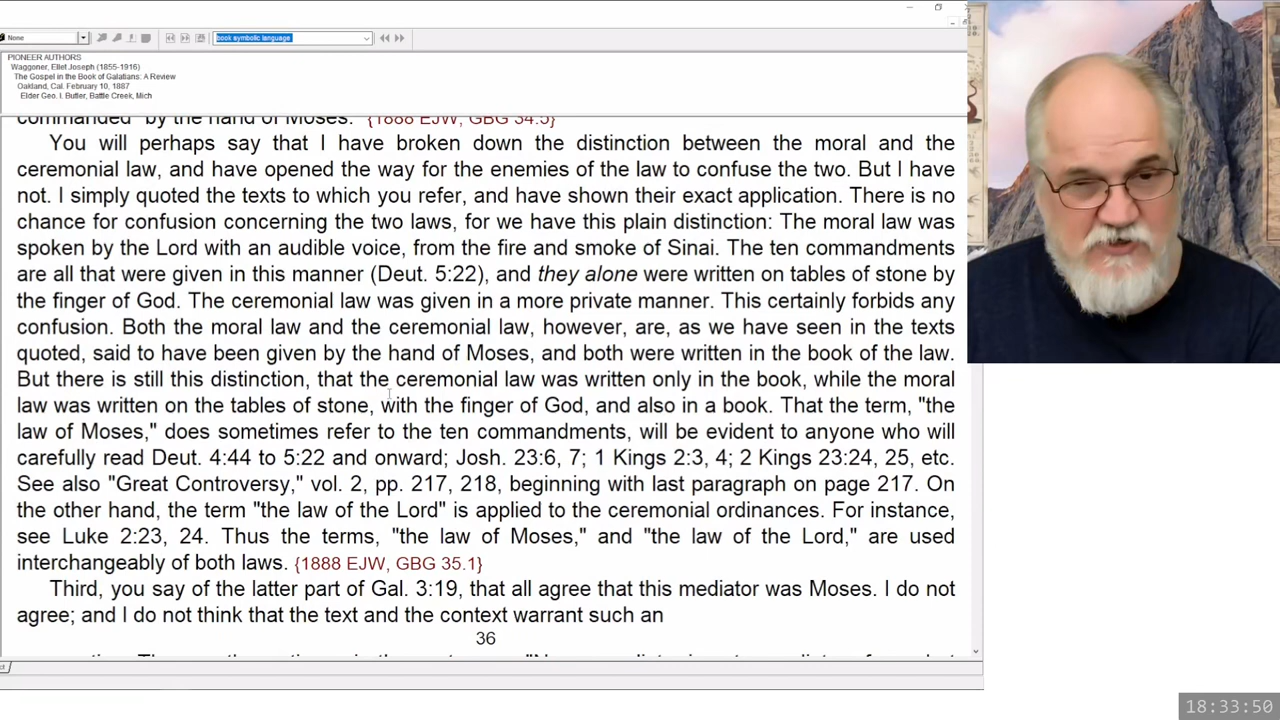 None
book symbolic language
PIONEER AUTHORS
Waggoner, Ellet Joseph (1855-1916)
The Gospel in the Book of Galatians: A Review
Oakland, Cal. February 10, 1887
Elder Geo. I. Butler, Battle Creek, Mich
commanded "by the hand of Moses." {1888 EJW, GBG 34.5}
You will perhaps say that I have broken down the distinction between the moral and the
ceremonial law, and have opened the way for the enemies of the law to confuse the two. But I have
not. I simply quoted the texts to which you refer, and have shown their exact application. There is no
chance for confusion concerning the two laws, for we have this plain distinction: The moral law was
spoken by the Lord with an audible voice, from the fire and smoke of Sinai. The ten commandments
are all that were given in this manner (Deut. 5:22), and they alone were written on tables of stone by
the finger of God. The ceremonial law was given in a more private manner. This certainly forbids any
confusion. Both the moral law and the ceremonial law, however, are, as we have seen in the texts
quoted, said to have been given by the hand of Moses, and both were written in the book of the law.
But there is still this distinction, that the ceremonial law was written only in the book, while the moral
law was written on the tables of stone, with the finger of God, and also in a book. That the term, "the
law of Moses," does sometimes refer to the ten commandments, will be evident to anyone who will
carefully read Deut. 4:44 to 5:22 and onward; Josh. 23:6, 7; 1 Kings 2:3, 4; 2 Kings 23:24, 25, etc.
See also "Great Controversy," vol. 2, pp. 217, 218, beginning with last paragraph on page 217. On
the other hand, the term "the law of the Lord" is applied to the ceremonial ordinances. For instance,
see Luke 2:23, 24. Thus the terms, "the law of Moses," and "the law of the Lord," are used
interchangeably of both laws. {1888 EJW, GBG 35.1}
Third, you say of the latter part of Gal. 3:19, that all agree that this mediator was Moses. I do not
agree; and I do not think that the text and the context warrant such an
36
18:33:50